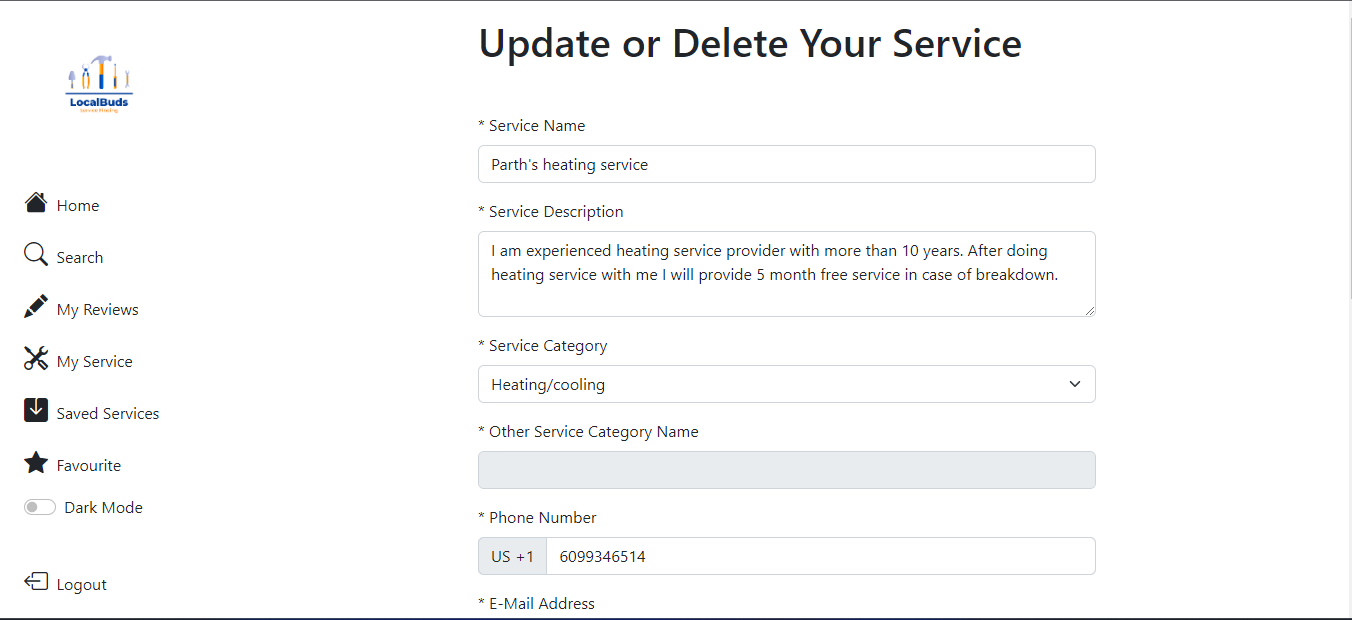 Update or Delete Your Service
LocalBuds
* Service Name
Parth's heating service
* Service Description
I am experienced heating service provider with more than 10 years. After doing
heating service with me I will provide 5 month free service in case of breakdown.
* Service Category
Heating/cooling
* Other Service Category Name
* Phone Number
US +1 6099346514
* E-Mail Address
Home
Search
My Reviews
My Service
Saved Services
Favourite
Dark Mode
Logout